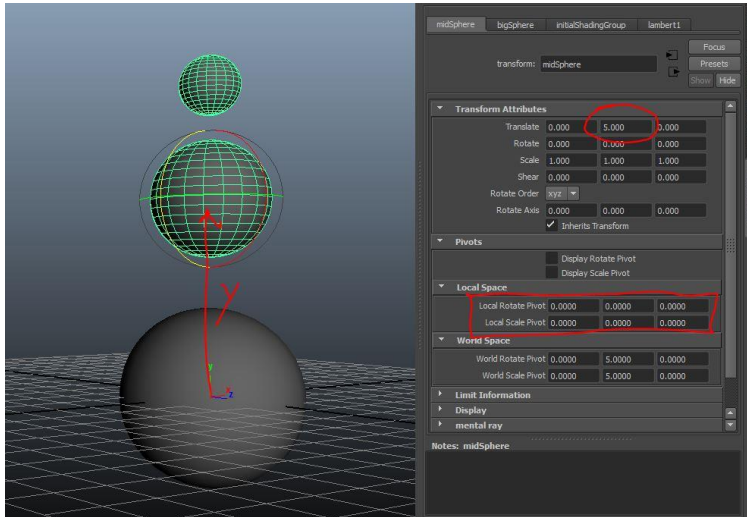 midSphere bigSphere initialShadingGroup lambert1
Focus
transform: midSphere Presets
Show Hide
Transform Attributes
Translate 0.000 5.000 0.000
Rotate 0.000 0.000 0.000
Scale 1.000 1.000 1.000
Shear 0.000 0.000 0.000
Rotate Order xyz
Rotate Axis 0.000 0.000 0.000
Inherits Transform
Pivots
Display Rotate Pivot
Display Scale Pivot
Local Space
Local Rotate Pivot 0.0000 0.0000 0.0000
Local Scale Pivot 0.0000 0.0000 0.0000
World Space
World Rotate Pivot 0.0000 5.0000 0.0000
World Scale Pivot 0.0000 5.0000 0.0000
Limit Information
Display
mental ray
Notes: midSphere
y
y
x
z